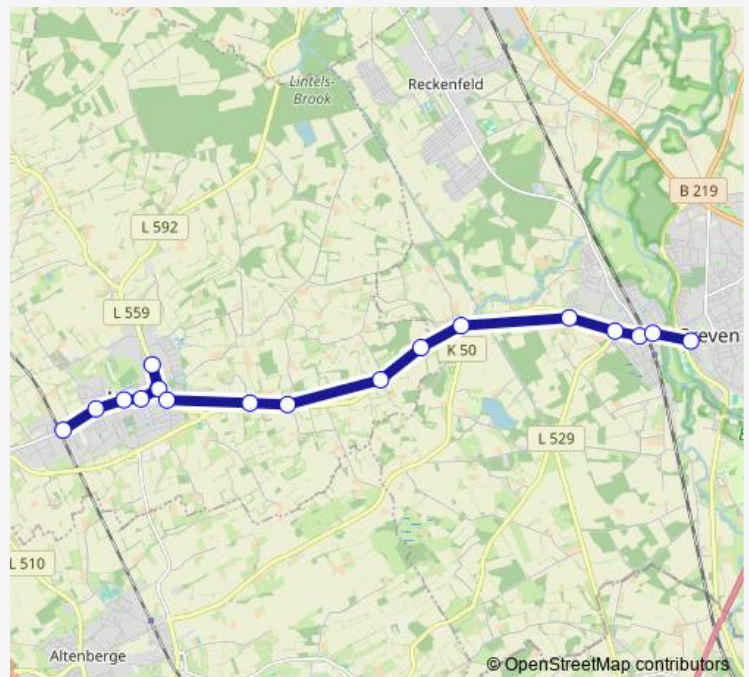 Reckenfeld
Lintels-
Brook
B 219
L 592
L 559
K 50
L 529
L 510
Altenberge
© OpenStreetMap contributors